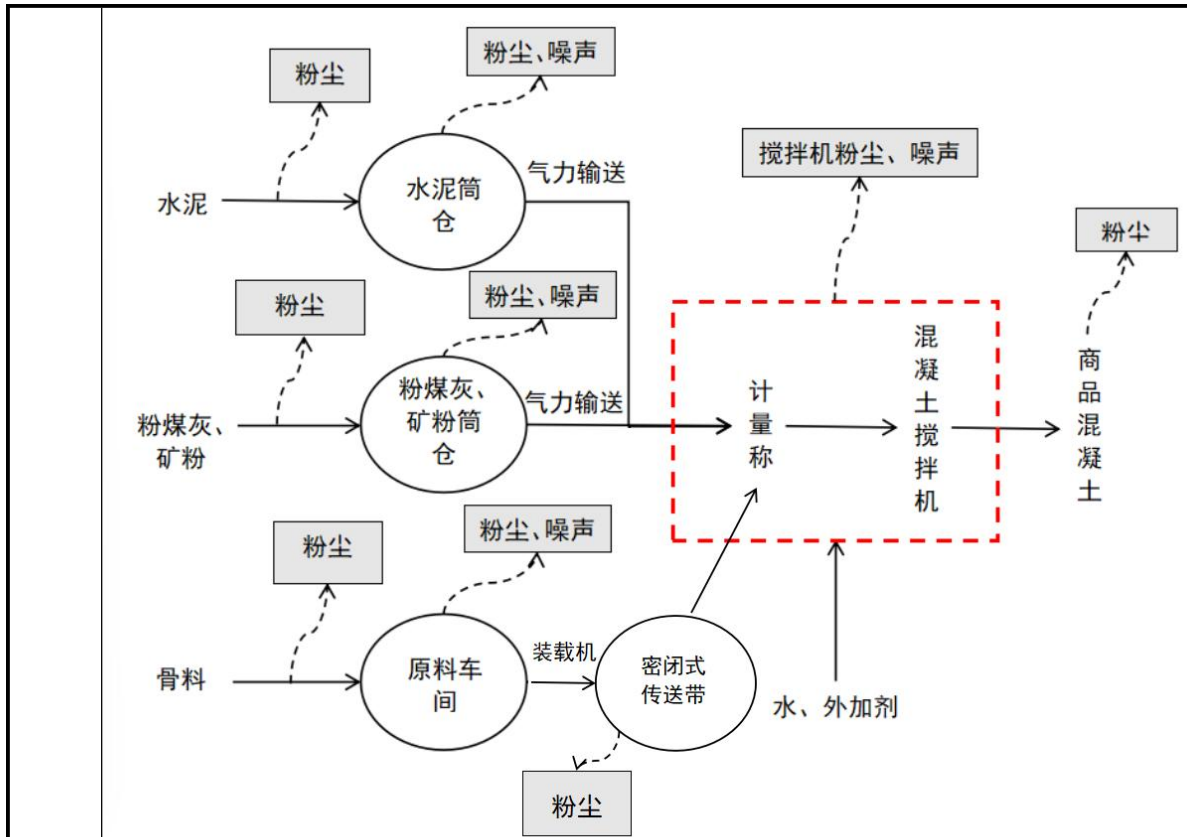 粉尘
粉尘、噪声
搅拌机粉尘、噪声
粉尘
水泥
水泥筒
仓
气力输送
粉尘
粉尘、噪声
粉煤灰、
矿粉
粉煤灰、
矿粉筒
仓
气力输送
计量称
混凝土搅拌机
商品混凝土
粉尘
粉尘、噪声
骨料
原料车
间
装载机
密闭式
传送带
水、外加剂
粉尘